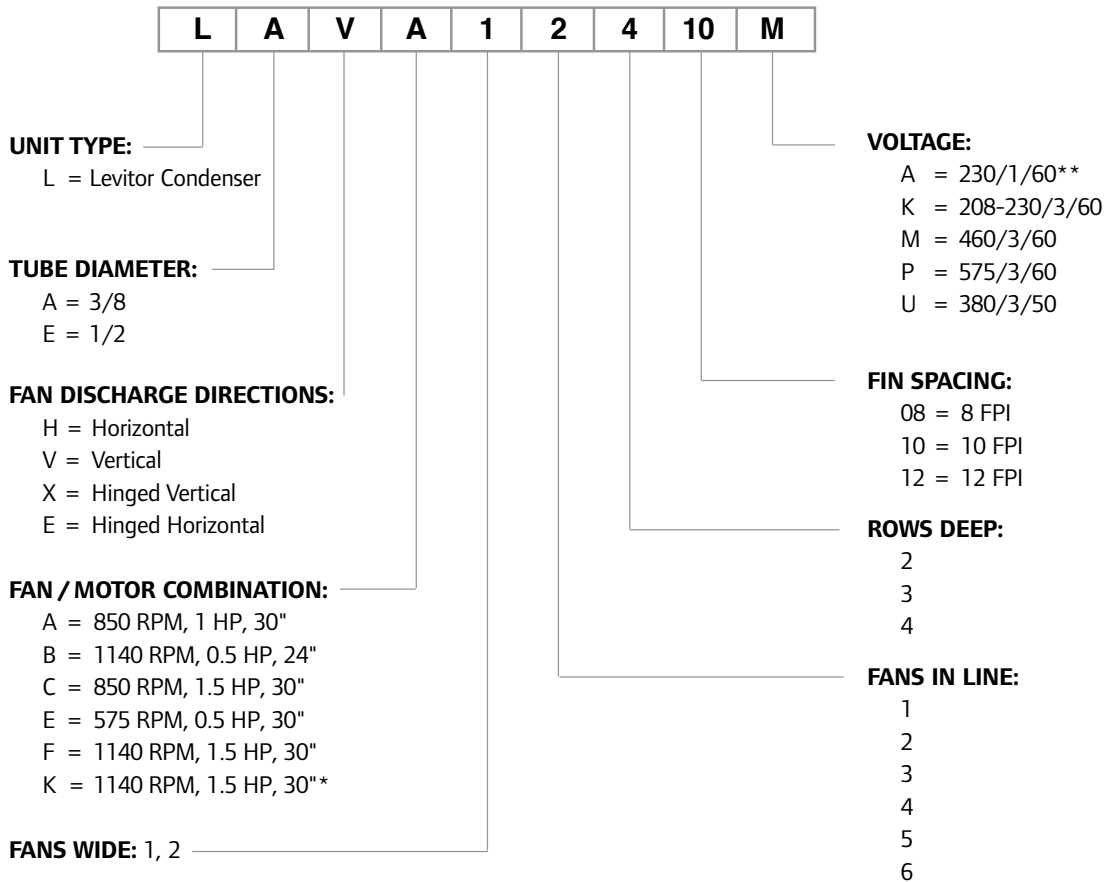 L A V A 1 2 4 10 M
UNIT TYPE:
L = Levitor Condenser
TUBE DIAMETER:
A = 3/8
E = 1/2
FAN DISCHARGE DIRECTIONS:
H = Horizontal
V = Vertical
X = Hinged Vertical
E = Hinged Horizontal
FAN / MOTOR COMBINATION:
A = 850 RPM, 1 HP, 30"
B = 1140 RPM, 0.5 HP, 24"
C = 850 RPM, 1.5 HP, 30"
E = 575 RPM, 0.5 HP, 30"
F = 1140 RPM, 1.5 HP, 30"
K = 1140 RPM, 1.5 HP, 30"*
FANS WIDE: 1, 2
VOLTAGE:
A = 230/1/60**
K = 208-230/3/60
M = 460/3/60
P = 575/3/60
U = 380/3/50
FIN SPACING:
08 = 8 FPI
10 = 10 FPI
12 = 12 FPI
ROWS DEEP:
2
3
4
FANS IN LINE:
1
2
3
4
5
6